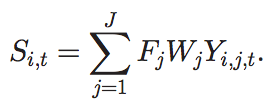 $S_{i,t} = \sum_{j=1}^{J} F_j W_j Y_{i,j,t}.$